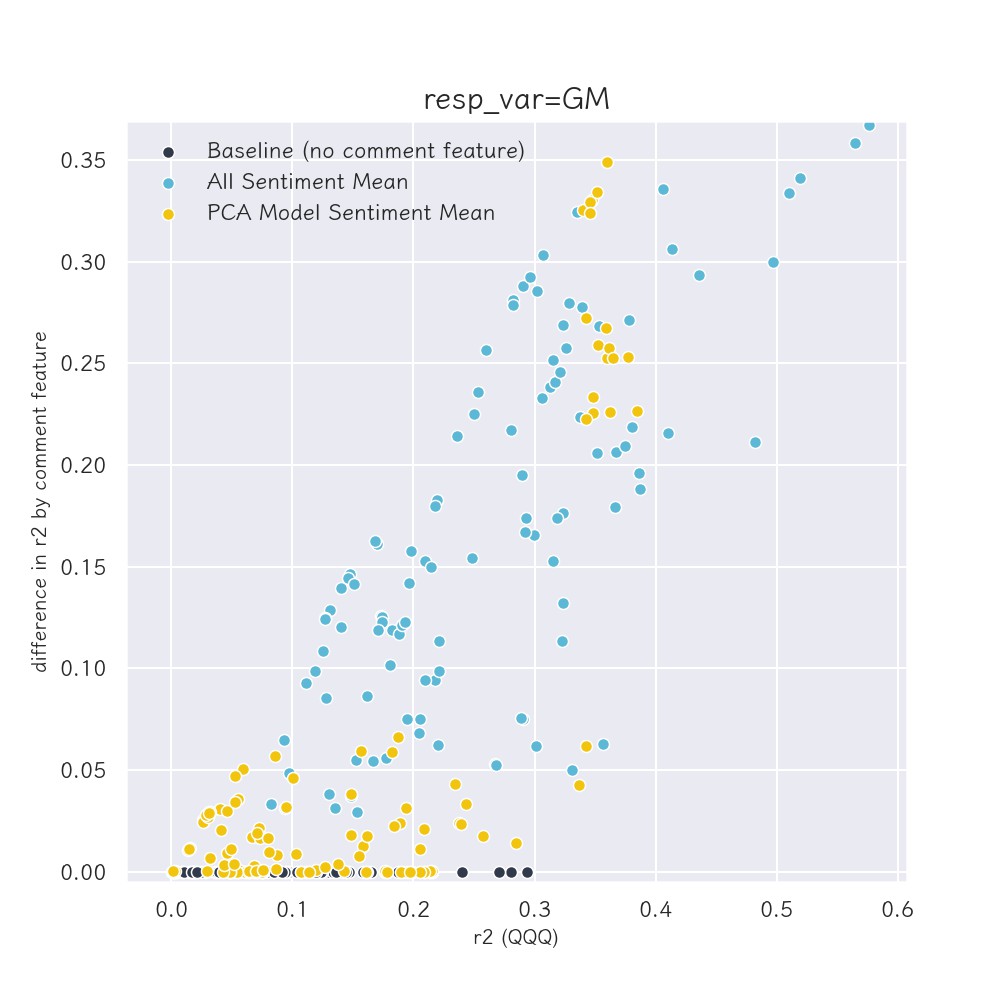 resp_var=GM
Baseline (no comment feature)
All Sentiment Mean
PCA Model Sentiment Mean
difference in r2 by comment feature
0.35
0.30
0.25
0.20
0.15
0.10
0.05
0.00
0.0 0.1 0.2 0.3 0.4 0.5 0.6
r2 (QQQ)